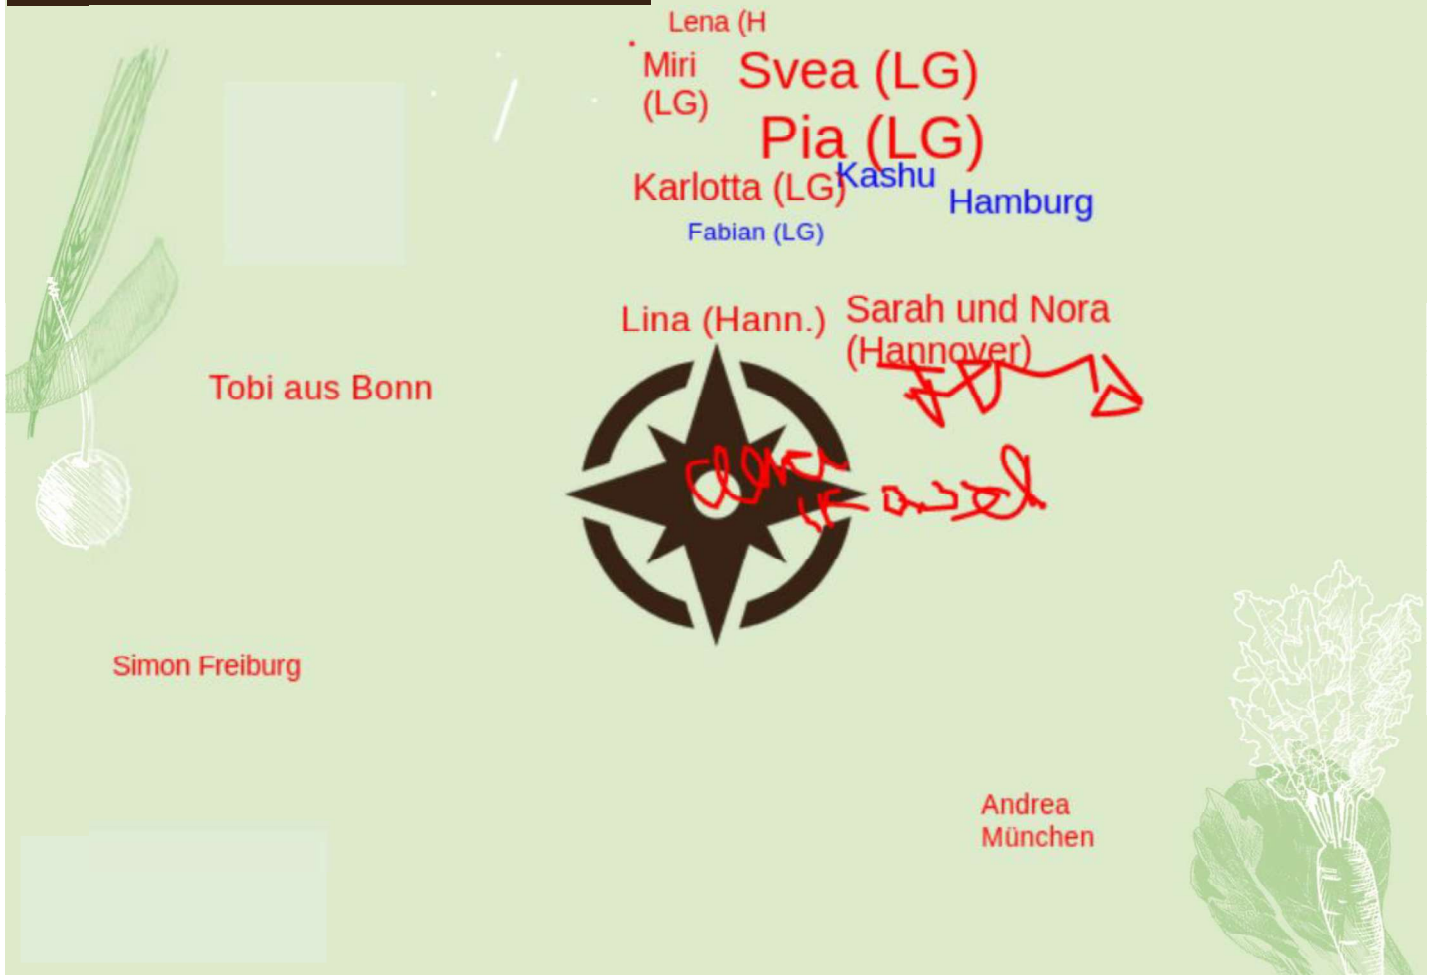 Lena (H
Miri
(LG)
Svea (LG)
Pia (LG)
Karlotta (LG)
Kashu
Hamburg
Fabian (LG)
Lina (Hann.)
Sarah und Nora
(Hannover)
Tobi aus Bonn
Kassel
Simon Freiburg
Andrea
München